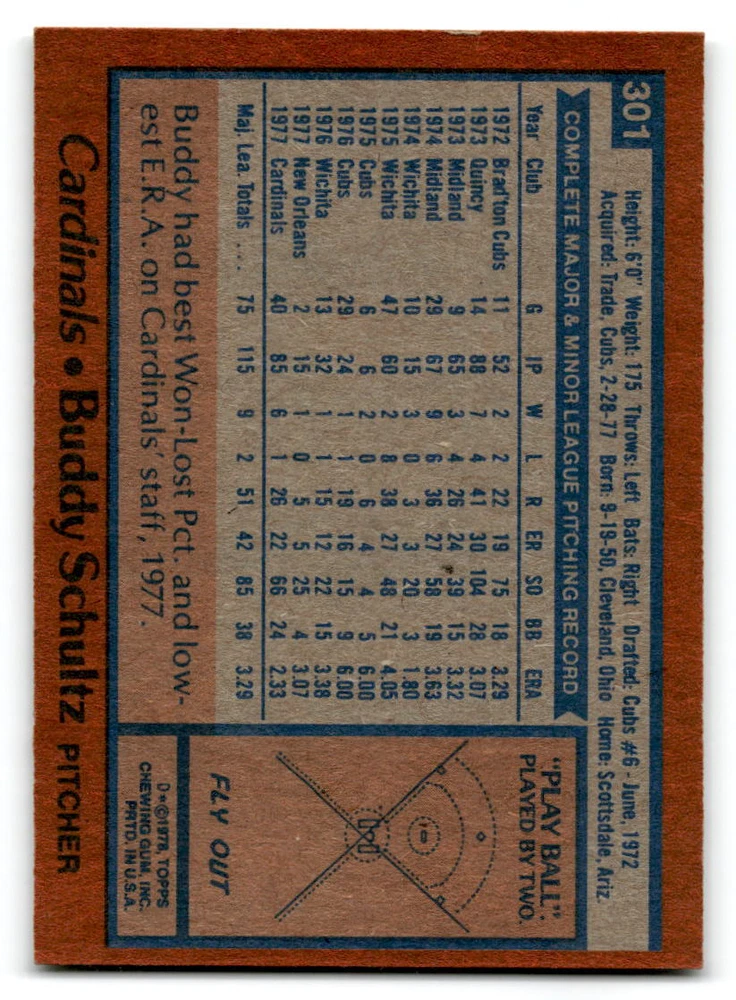 301
Height: 6'0" Weight: 175 Throws: Left Bats: Right Drafted: Cubs #6 - June, 1972
Acquired: Trade, Cubs, 2-28-77 Born: 9-19-50, Cleveland, Ohio Home: Scottsdale, Ariz.
COMPLETE MAJOR & MINOR LEAGUE PITCHING RECORD
Year Club G IP W L R ER SO BB ERA
1972 Brad'ton Cubs 11 52 2 2 22 19 75 18 3.29
1973 Quincy 14 88 7 4 41 30 104 28 3.07
1973 Midland 9 65 3 4 26 24 39 15 3.32
1974 Midland 29 67 9 6 36 27 58 19 3.63
1974 Wichita 10 15 3 0 3 3 20 3 1.80
1975 Wichita 47 60 2 8 38 27 48 21 4.05
1975 Cubs 6 6 2 0 6 4 4 5 6.00
1976 Cubs 29 24 1 1 19 16 15 9 6.00
1976 Wichita 13 32 1 1 15 12 22 15 3.38
1977 New Orleans 2 15 1 0 5 5 25 4 3.07
1977 Cardinals 40 85 6 1 26 22 66 24 2.33
Maj. Lea. Totals ... 75 115 9 2 51 42 85 38 3.29
Buddy had best Won-Lost Pct. and low-
est E.R.A. on Cardinals' staff, 1977.
"PLAY BALL".
PLAYED BY TWO.
FLY OUT
D*©1978 TOPPS
CHEWING GUM, INC.
PRTD. IN U.S.A.
Cardinals • Buddy Schultz PITCHER